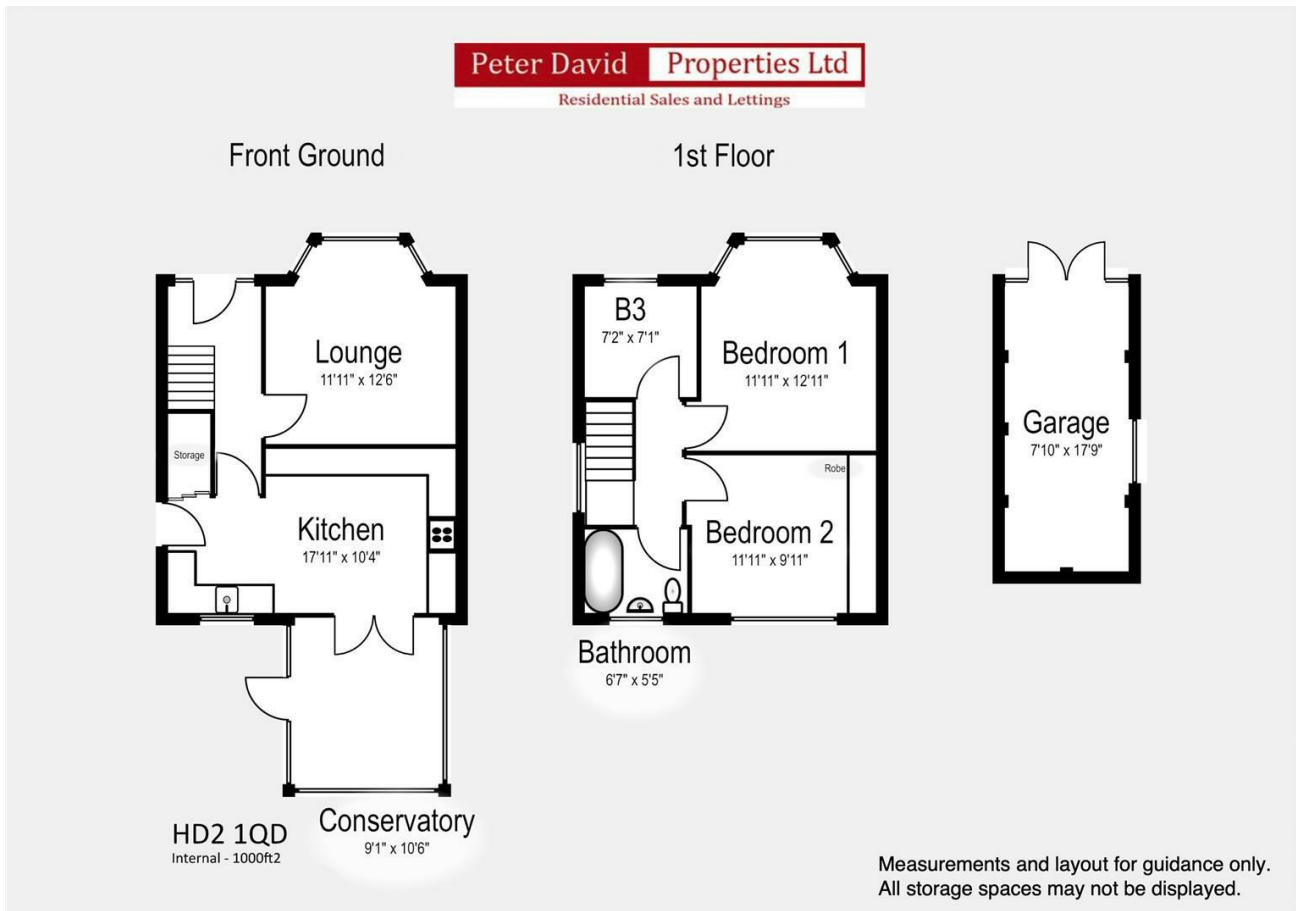 Peter David Properties Ltd
Residential Sales and Lettings
Front Ground
1st Floor
Lounge
11'11" x 12'6"
Storage
Kitchen
17'11" x 10'4"
Conservatory
9'1" x 10'6"
HD2 1QD
Internal - 1000ft2
B3
7'2" x 7'1"
Bedroom 1
11'11" x 12'11"
Robe
Bedroom 2
11'11" x 9'11"
Bathroom
6'7" x 5'5"
Garage
7'10" x 17'9"
Measurements and layout for guidance only.
All storage spaces may not be displayed.